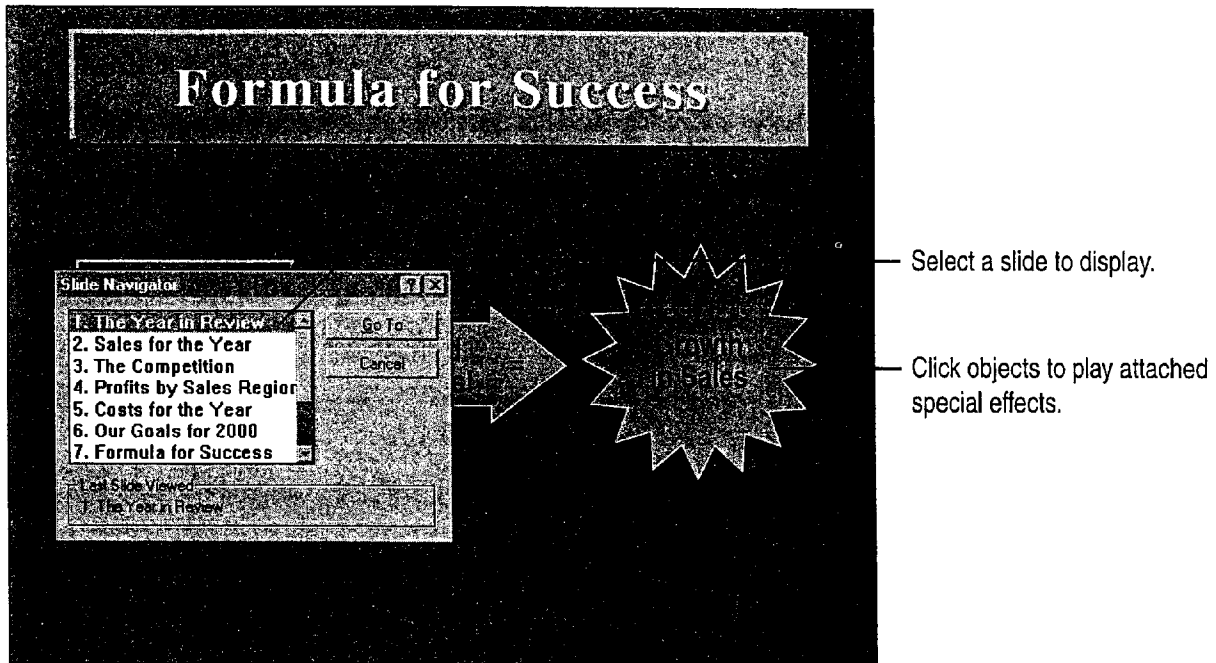 Formula for Success
Slide Navigator
1. The Year in Review
2. Sales for the Year
3. The Competition
4. Profits by Sales Region
5. Costs for the Year
6. Our Goals for 2000
7. Formula for Success
Go To
Cancel
Last Slide Viewed
1. The Year in Review
Sales
Select a slide to display.
Click objects to play attached
special effects.